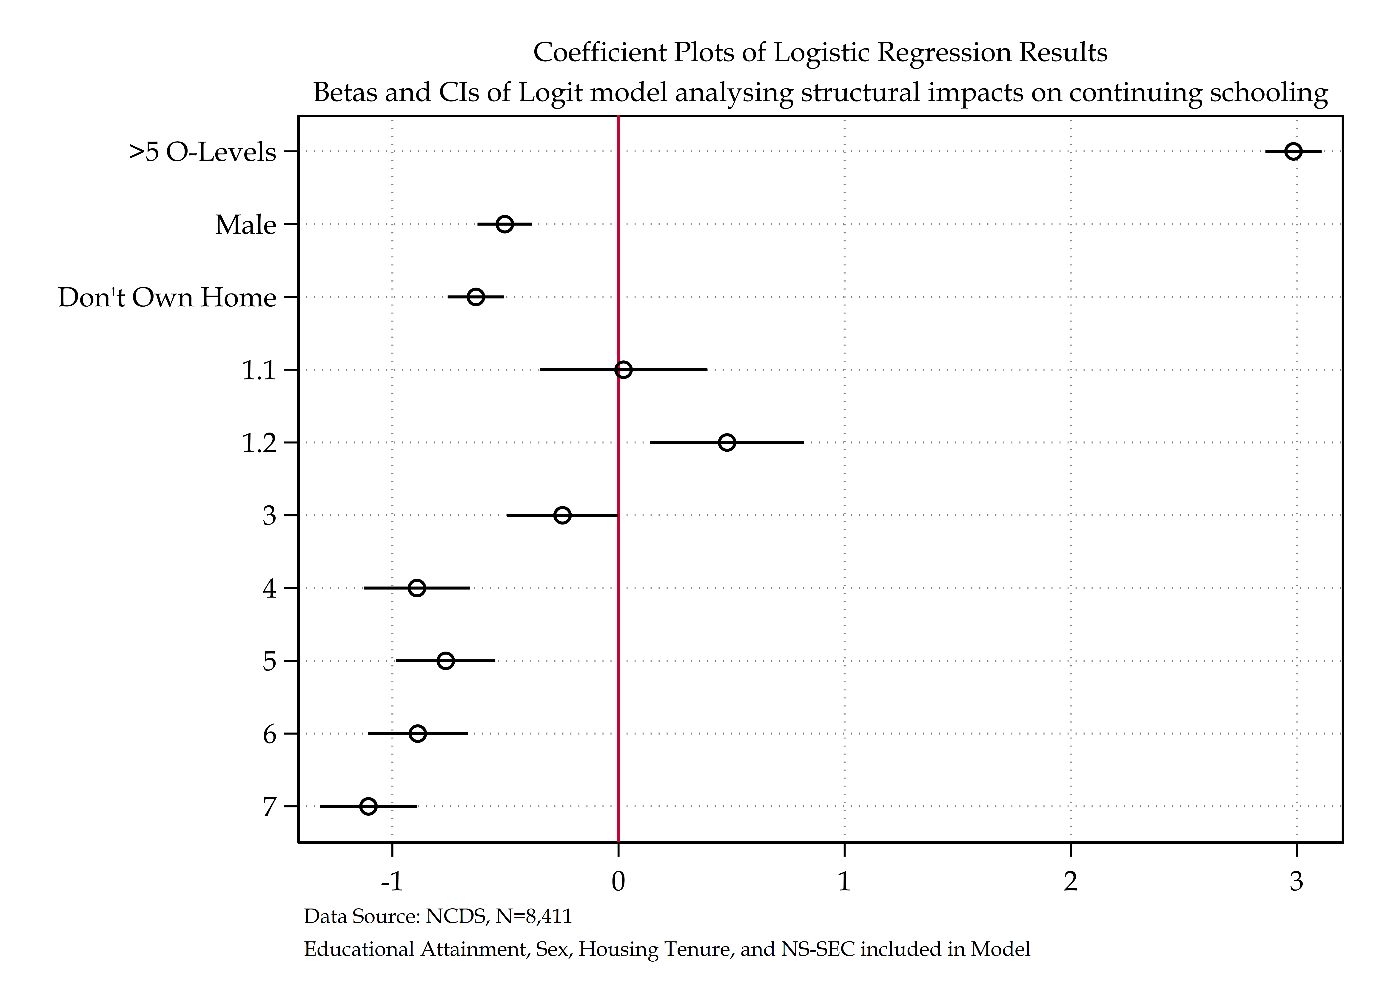 Coefficient Plots of Logistic Regression Results
Betas and CIs of Logit model analysing structural impacts on continuing schooling
>5 O-Levels
Male
Don't Own Home
1.1
1.2
3
4
5
6
7
-1 0 1 2 3
Data Source: NCDS, N=8,411
Educational Attainment, Sex, Housing Tenure, and NS-SEC included in Model